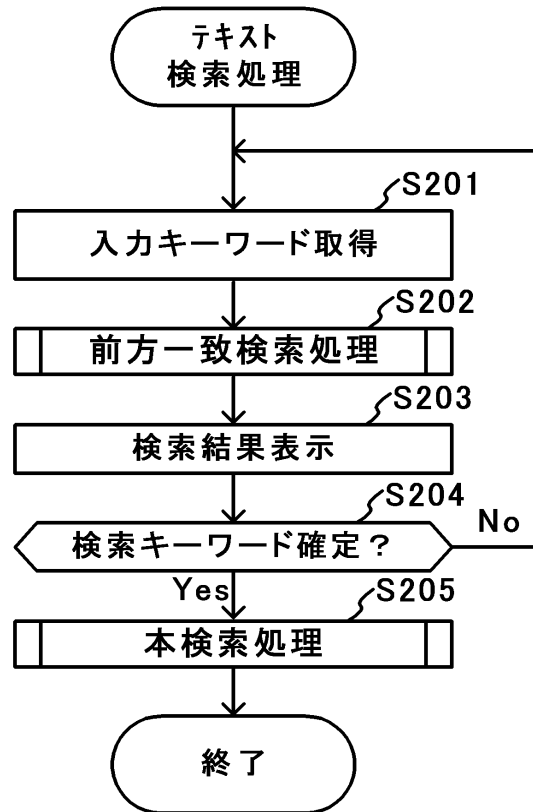 テキスト
検索処理
S201
入力キーワード取得
S202
前方一致検索処理
S203
検索結果表示
S204
検索キーワード確定？
No
Yes
S205
本検索処理
終了